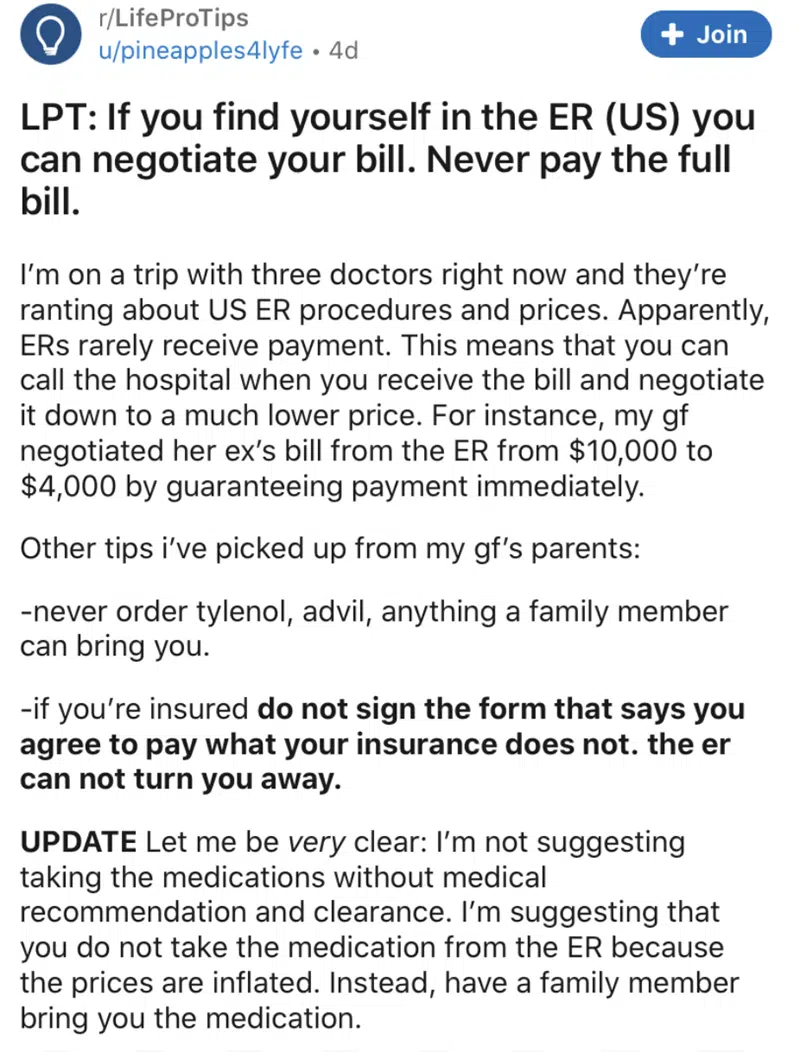 r/LifeProTips
u/pineapples4lyfe • 4d
+ Join
LPT: If you find yourself in the ER (US) you
can negotiate your bill. Never pay the full
bill.
I'm on a trip with three doctors right now and they're
ranting about US ER procedures and prices. Apparently,
ERs rarely receive payment. This means that you can
call the hospital when you receive the bill and negotiate
it down to a much lower price. For instance, my gf
negotiated her ex's bill from the ER from $10,000 to
$4,000 by guaranteeing payment immediately.
Other tips i've picked up from my gf's parents:
-never order tylenol, advil, anything a family member
can bring you.
-if you're insured do not sign the form that says you
agree to pay what your insurance does not. the er
can not turn you away.
UPDATE Let me be very clear: I'm not suggesting
taking the medications without medical
recommendation and clearance. I'm suggesting that
you do not take the medication from the ER because
the prices are inflated. Instead, have a family member
bring you the medication.